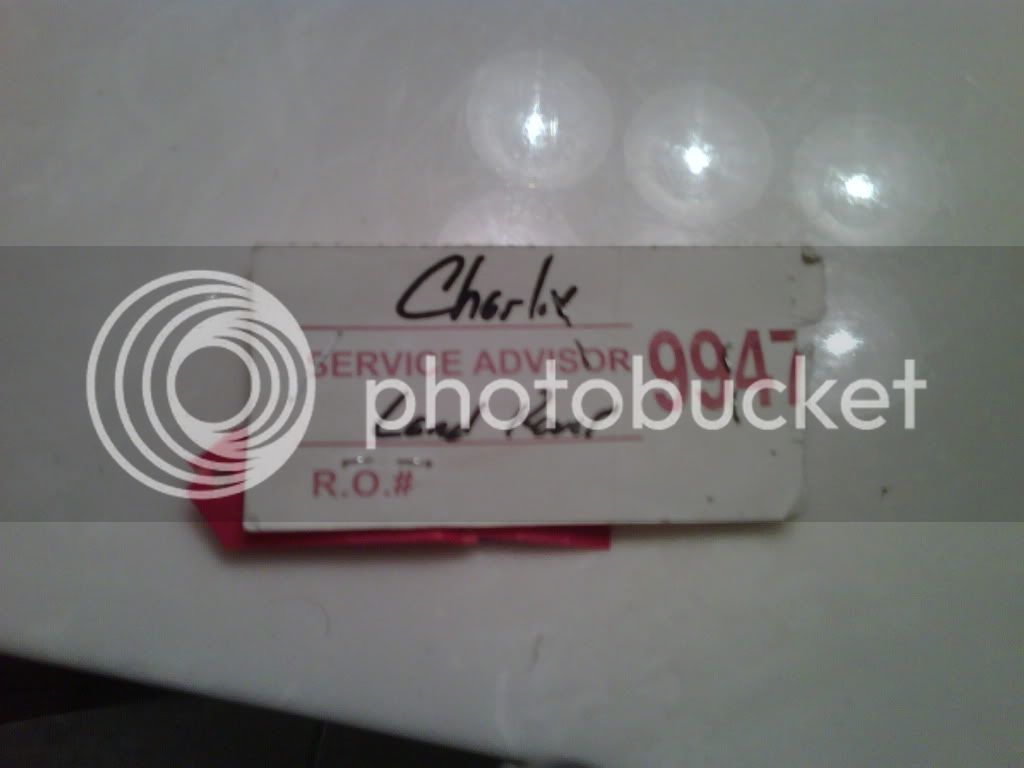 Charlie
SERVICE ADVISOR 9947
photobucket
R.O.#